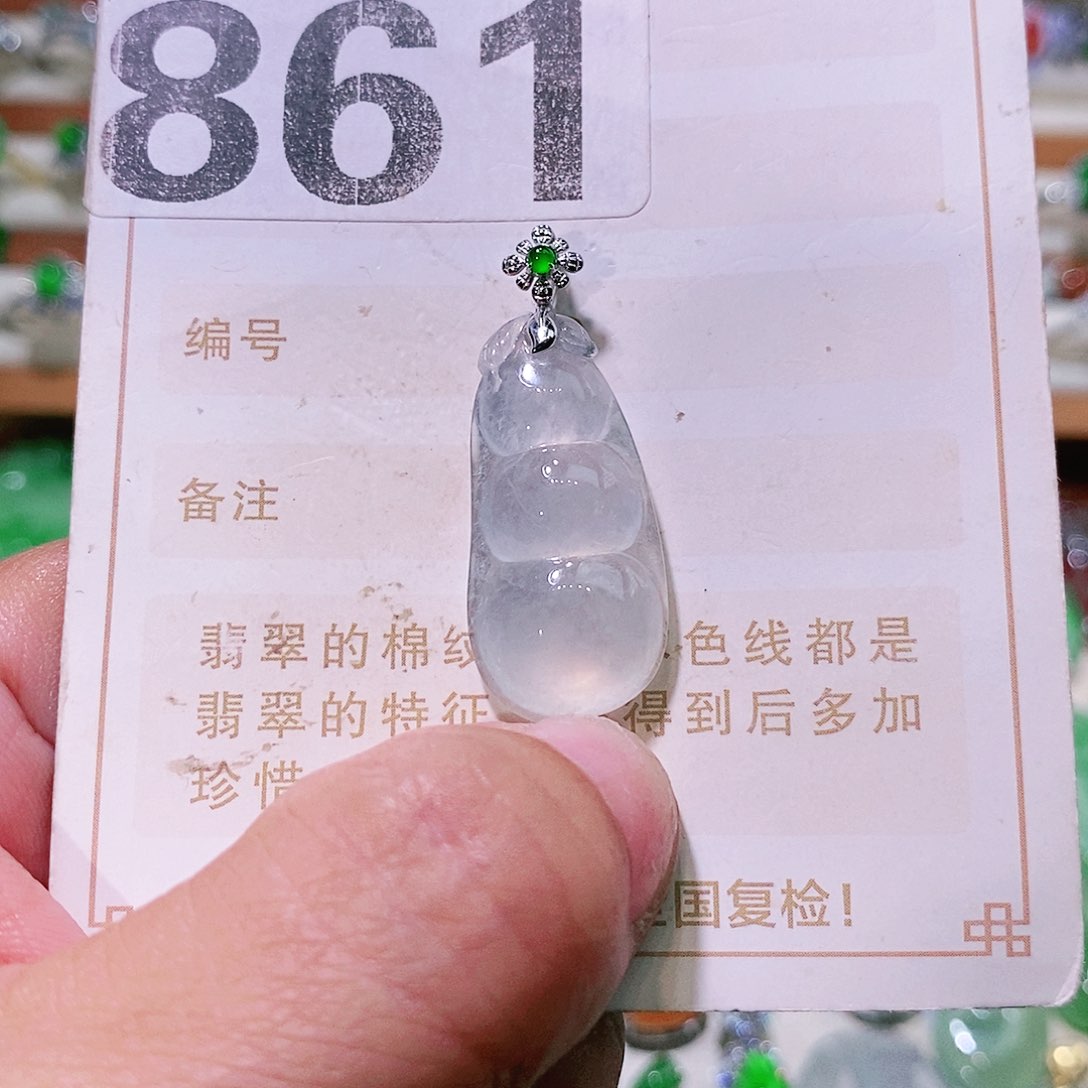 861
编号
备注
翡翠的棉纹 色线都是
翡翠的特征 得到后多加
珍惜
国复检!